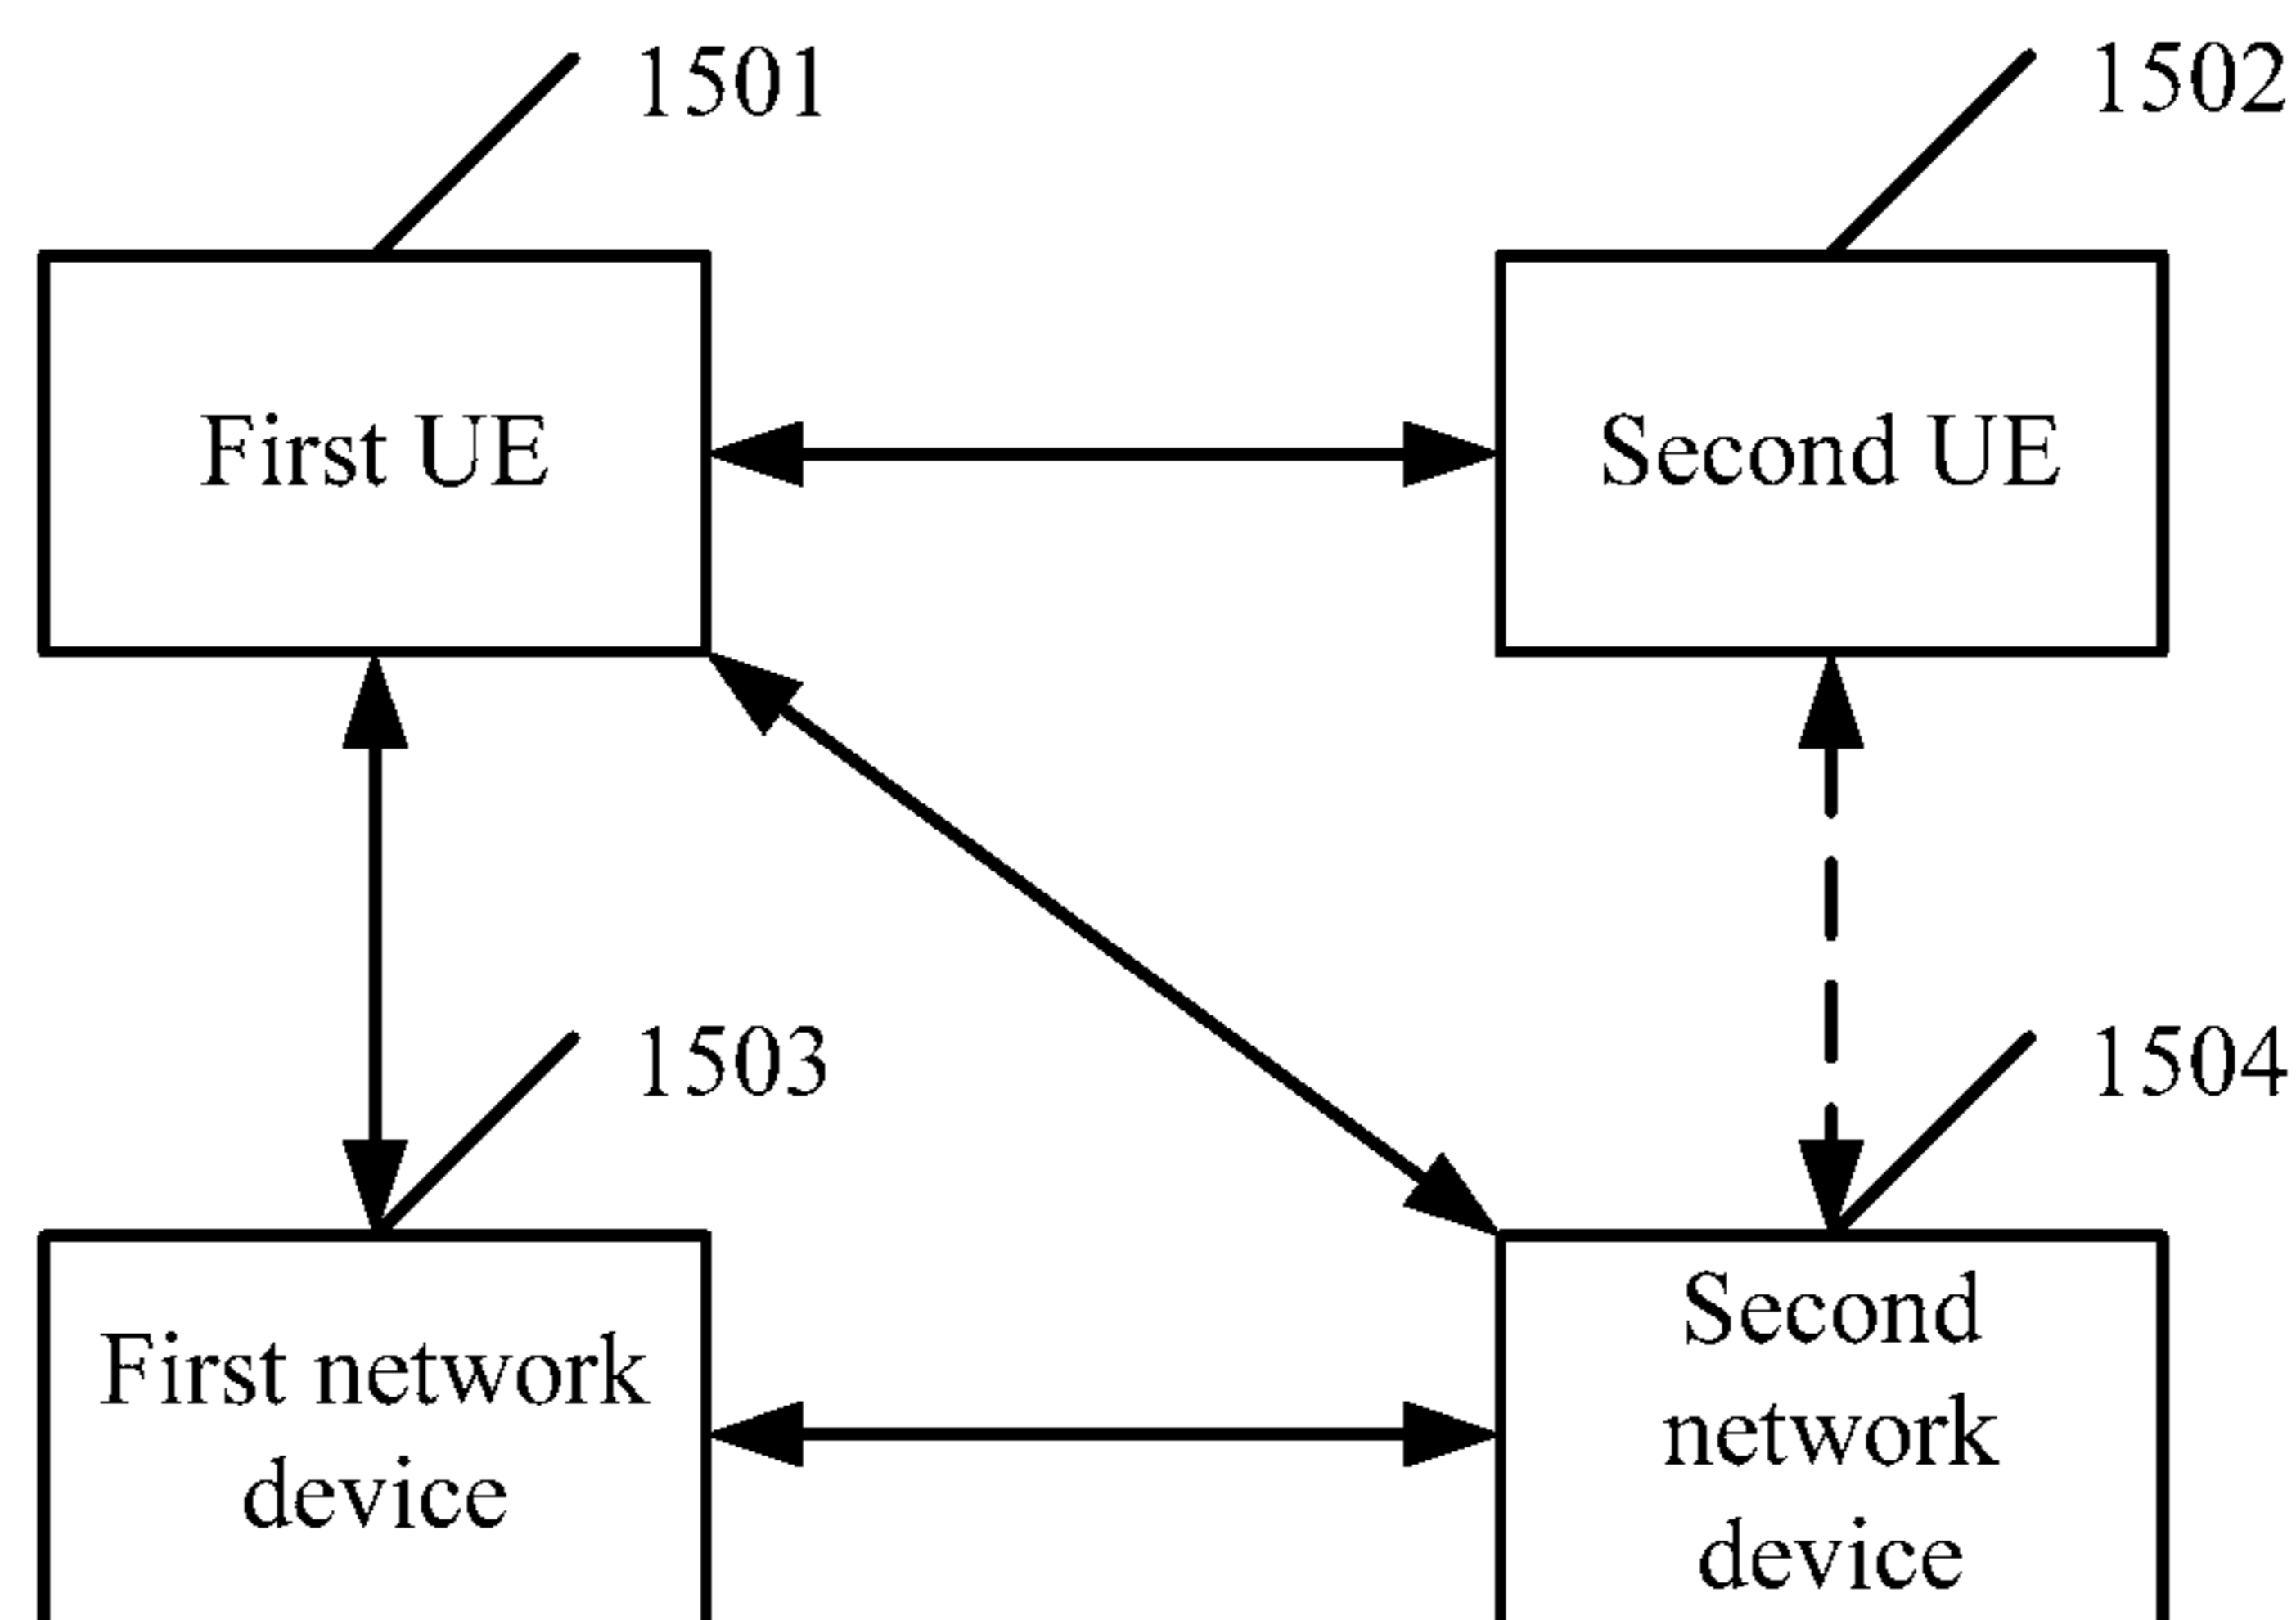 1501
1502
First UE
Second UE
1503
1504
First network
device
Second
network
device